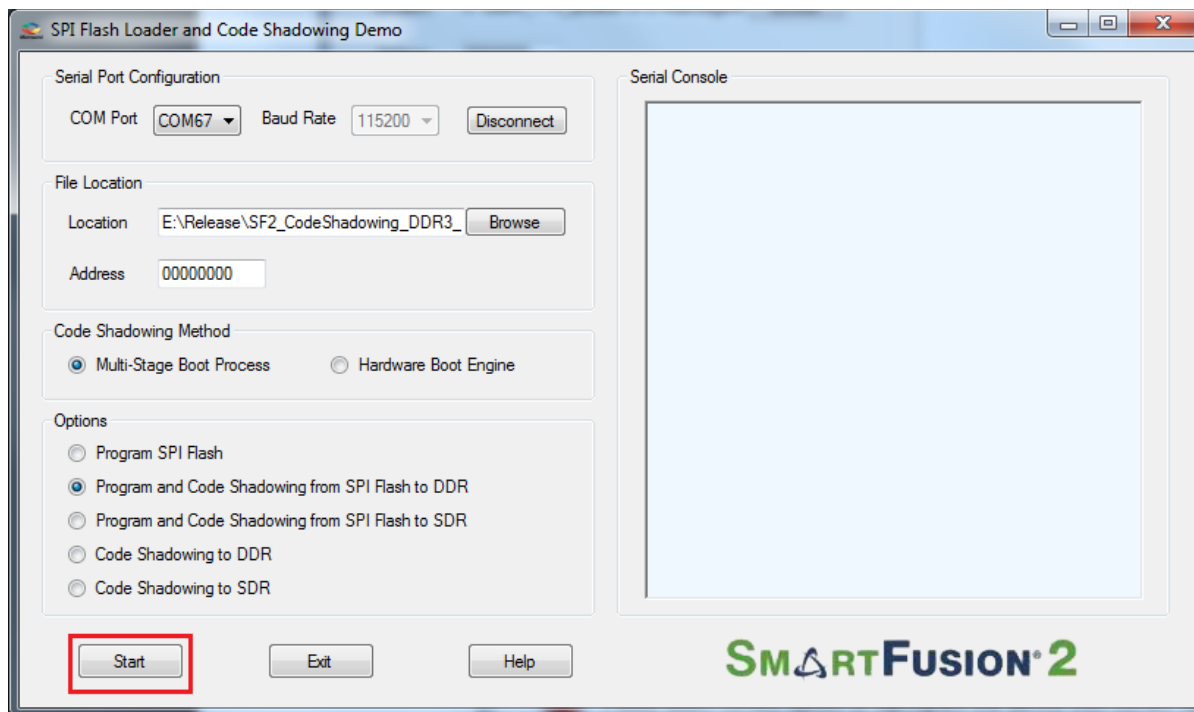 SPI Flash Loader and Code Shadowing Demo
Serial Port Configuration
COM Port COM67 Baud Rate 115200 Disconnect
File Location
Location E:\Release\SF2_CodeShadowing_DDR3_ Browse
Address 00000000
Code Shadowing Method
Multi-Stage Boot Process Hardware Boot Engine
Options
Program SPI Flash
Program and Code Shadowing from SPI Flash to DDR
Program and Code Shadowing from SPI Flash to SDR
Code Shadowing to DDR
Code Shadowing to SDR
Start Exit Help
Serial Console
SMARTFUSION® 2